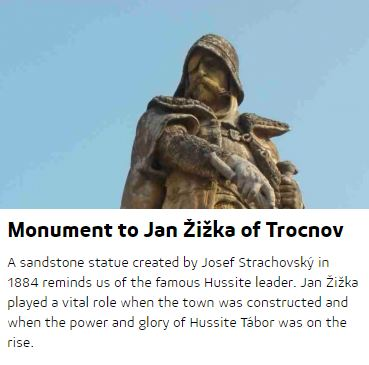 Monument to Jan Žižka of Trocnov
A sandstone statue created by Josef Strachovský in
1884 reminds us of the famous Hussite leader. Jan Žižka
played a vital role when the town was constructed and
when the power and glory of Hussite Tábor was on the
rise.